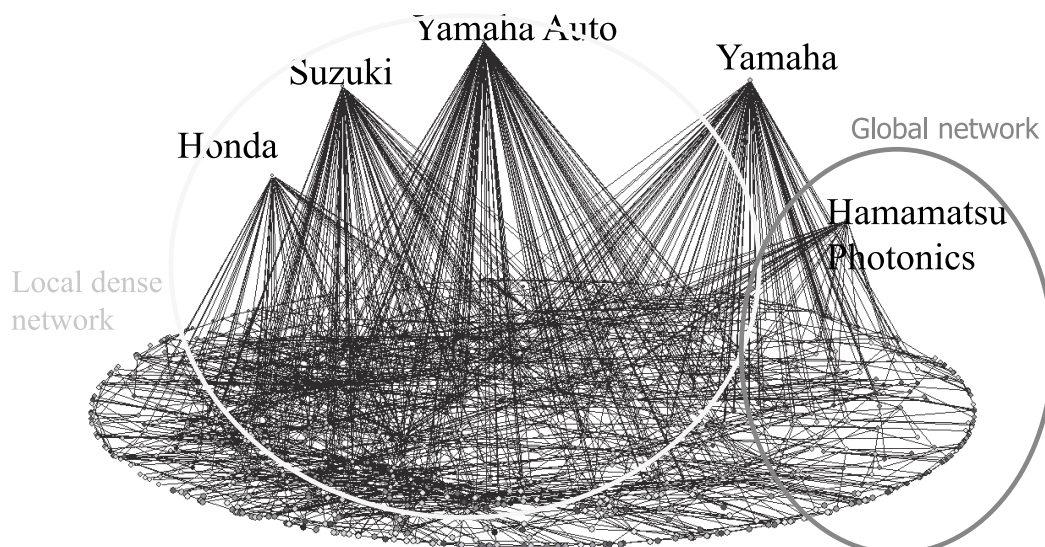 Yamaha Auto
Suzuki
Yamaha
Honda
Global network
Hamamatsu
Photonics
Local dense
network